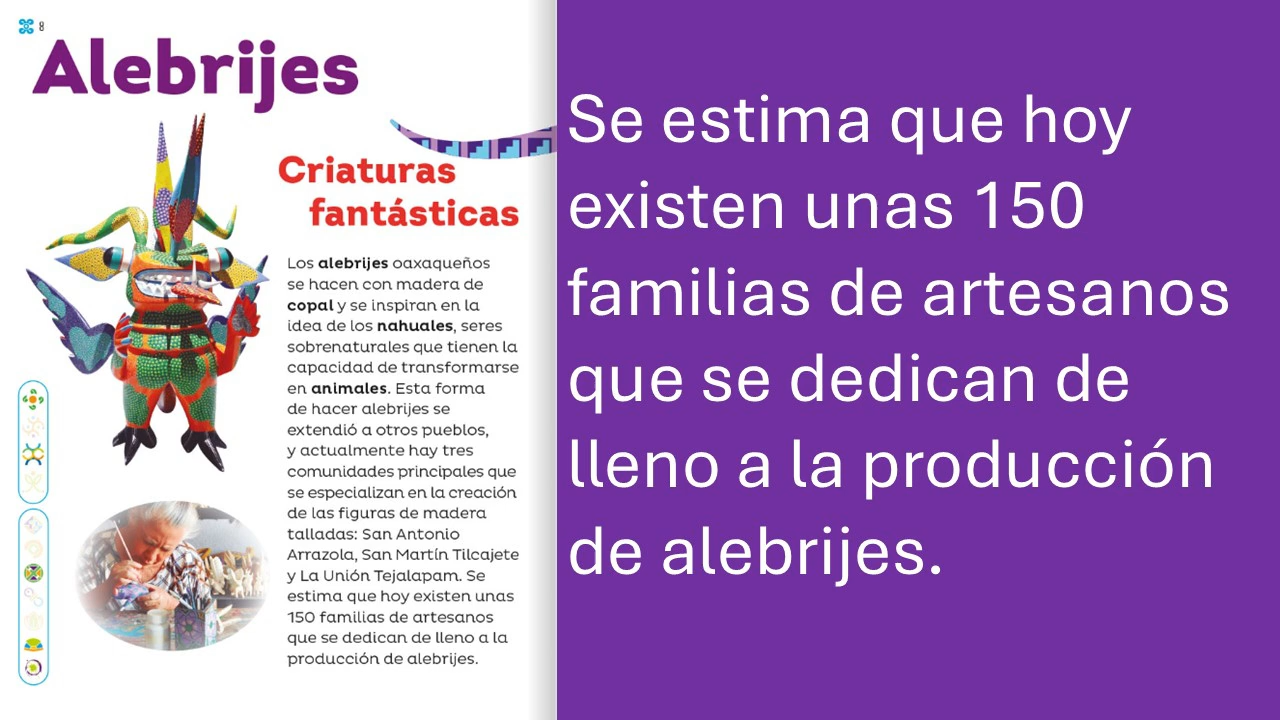 8
Alebrijes
Criaturas
fantásticas
Los alebrijes oaxaqueños
se hacen con madera de
copal y se inspiran en la
idea de los nahuales, seres
sobrenaturales que tienen la
capacidad de transformarse
en animales. Esta forma
de hacer alebrijes se
extendió a otros pueblos,
y actualmente hay tres
comunidades principales que
se especializan en la creación
de las figuras de madera
talladas: San Antonio
Arrazola, San Martín Tilcajete
y La Unión Tejalapam. Se
estima que hoy existen unas
150 familias de artesanos
que se dedican de lleno a la
producción de alebrijes.
Se estima que hoy
existen unas 150
familias de artesanos
que se dedican de
lleno a la producción
de alebrijes.